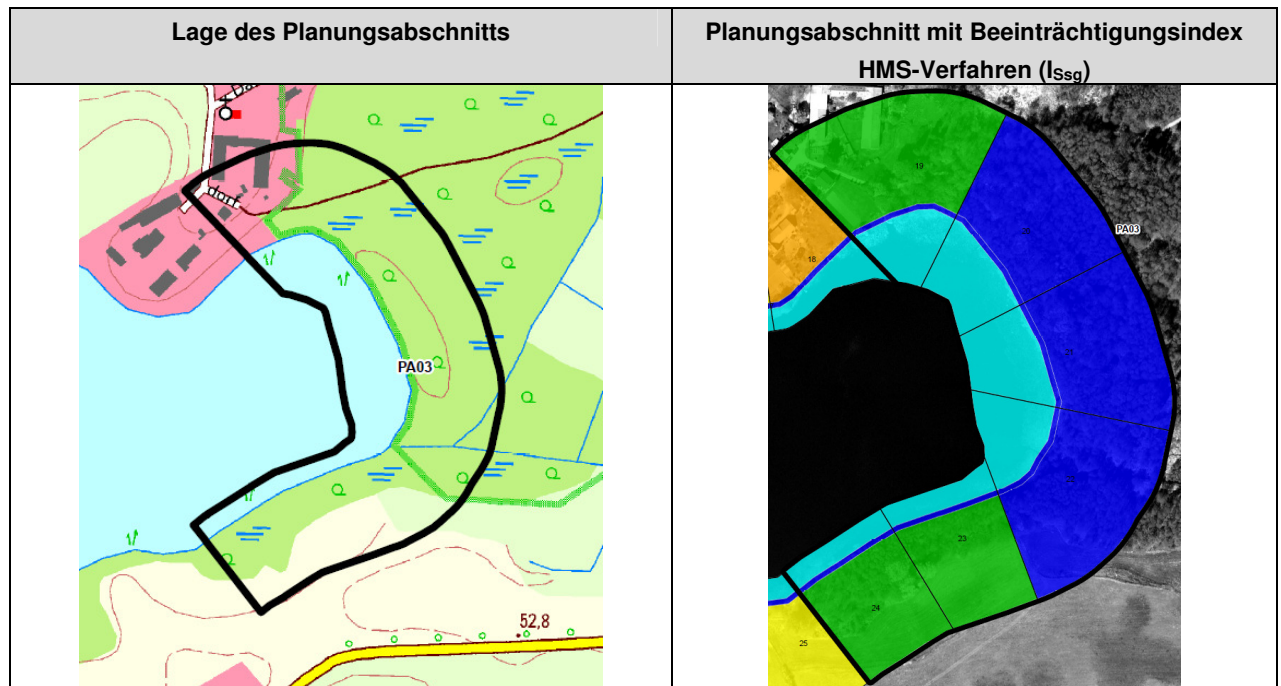 Lage des Planungsabschnitts
Planungsabschnitt mit Beeinträchtigungsindex
HMS-Verfahren (ISsg)
PA03
52,8
PA03
18
19
20
21
22
23
24
25